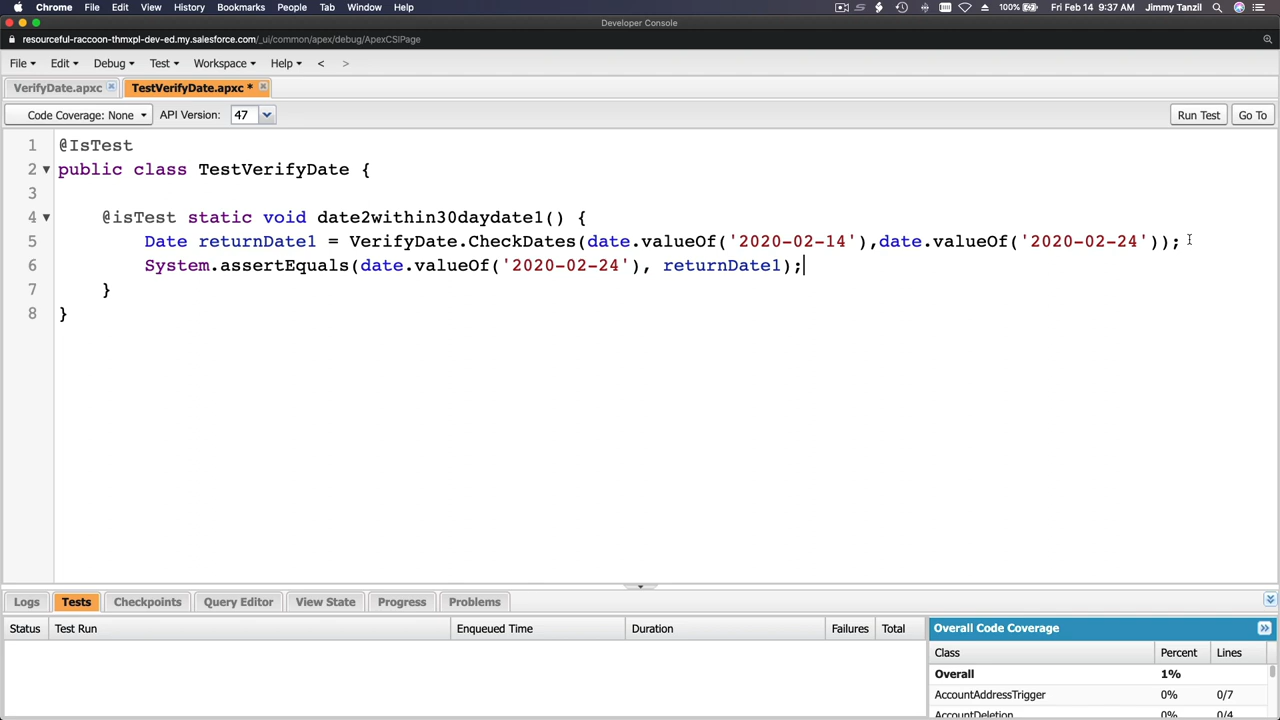 Chrome File Edit View History Bookmarks People Tab Window Help 100% Fri Feb 14 9:37 AM Jimmy Tanzil
Developer Console
resourceful-raccoon-thmxpl-dev-ed.my.salesforce.com/_ui/common/apex/debug/ApexCSIPage
File Edit Debug Test Workspace Help < >
VerifyDate.apxc TestVerifyDate.apxc *
Code Coverage: None API Version: 47 Run Test Go To
1 @IsTest
2 public class TestVerifyDate {
3
4 @isTest static void date2within30daydate1() {
5 Date returnDate1 = VerifyDate.CheckDates(date.valueOf('2020-02-14'),date.valueOf('2020-02-24'));
6 System.assertEquals(date.valueOf('2020-02-24'), returnDate1);
7 }
8 }
Logs Tests Checkpoints Query Editor View State Progress Problems
Status Test Run Enqueued Time Duration Failures Total Overall Code Coverage
Class Percent Lines
Overall 1%
AccountAddressTrigger 0% 0/7
AccountDeletion 0% 0/4